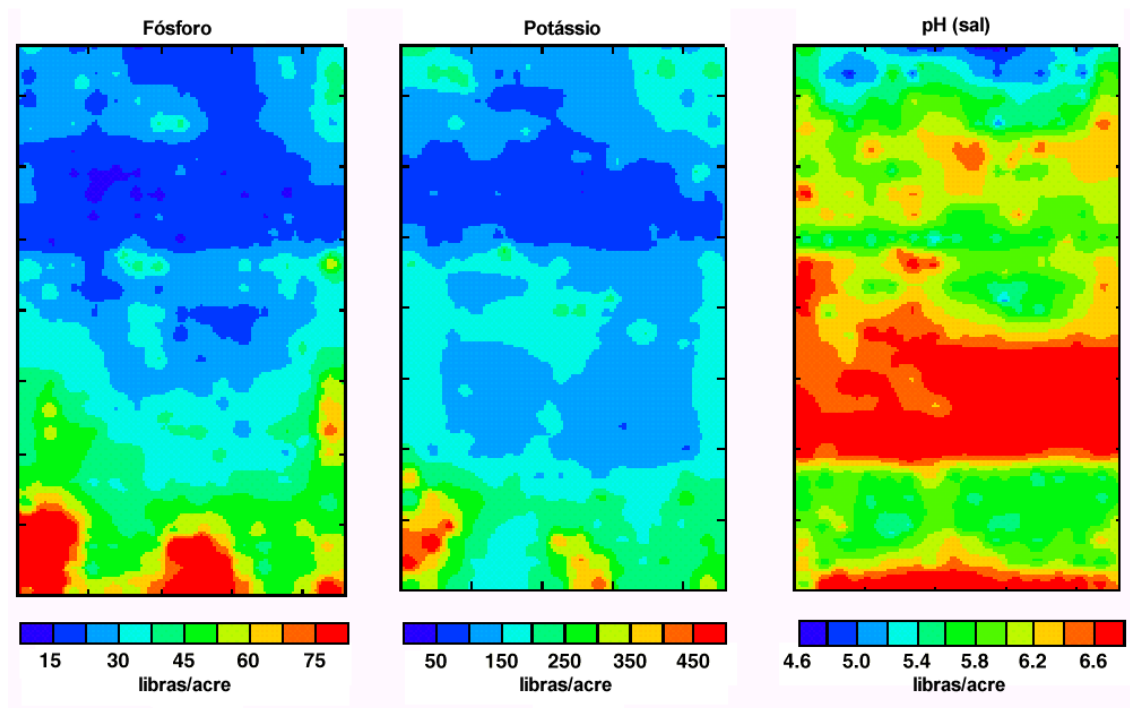 Fósforo
Potássio
pH (sal)
15 30 45 60 75
50 150 250 350 450
4.6 5.0 5.4 5.8 6.2 6.6
libras/acre
libras/acre
libras/acre